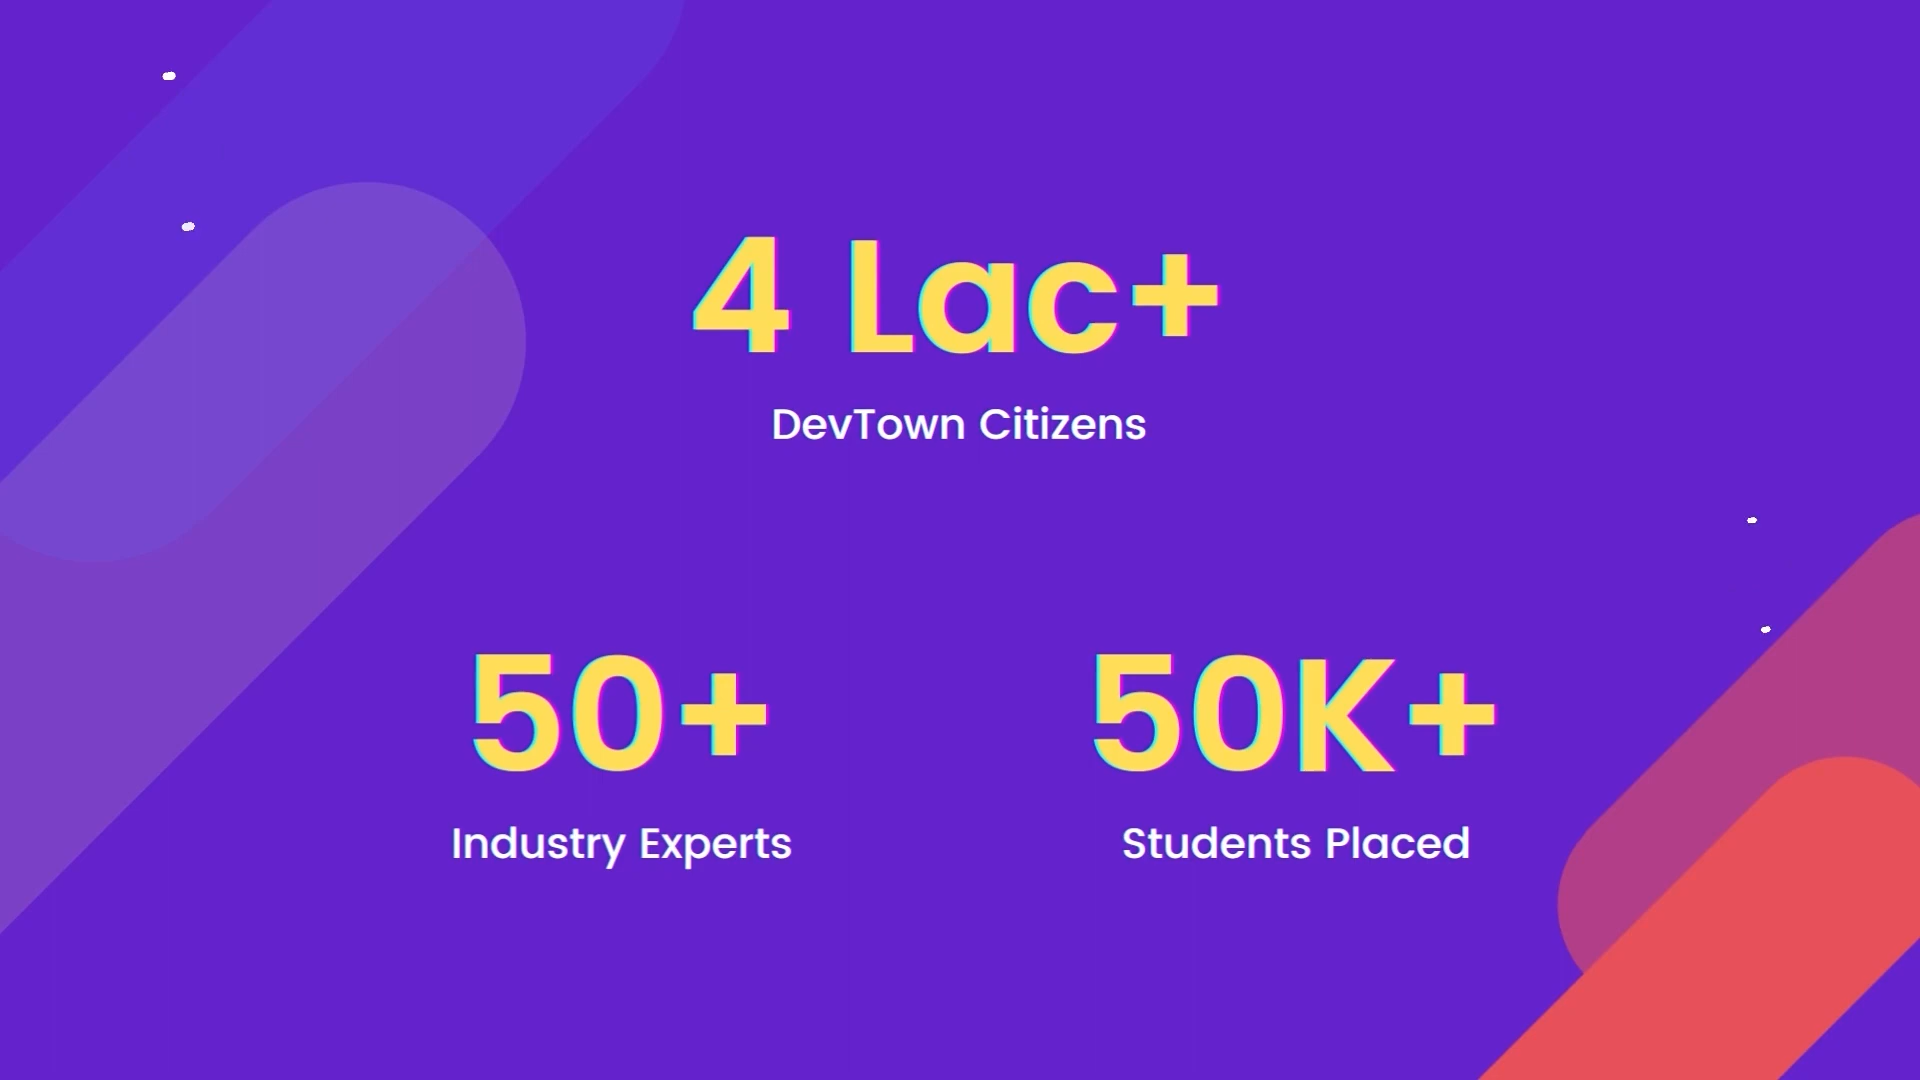 4 Lac+
DevTown Citizens
50+
Industry Experts
50K+
Students Placed